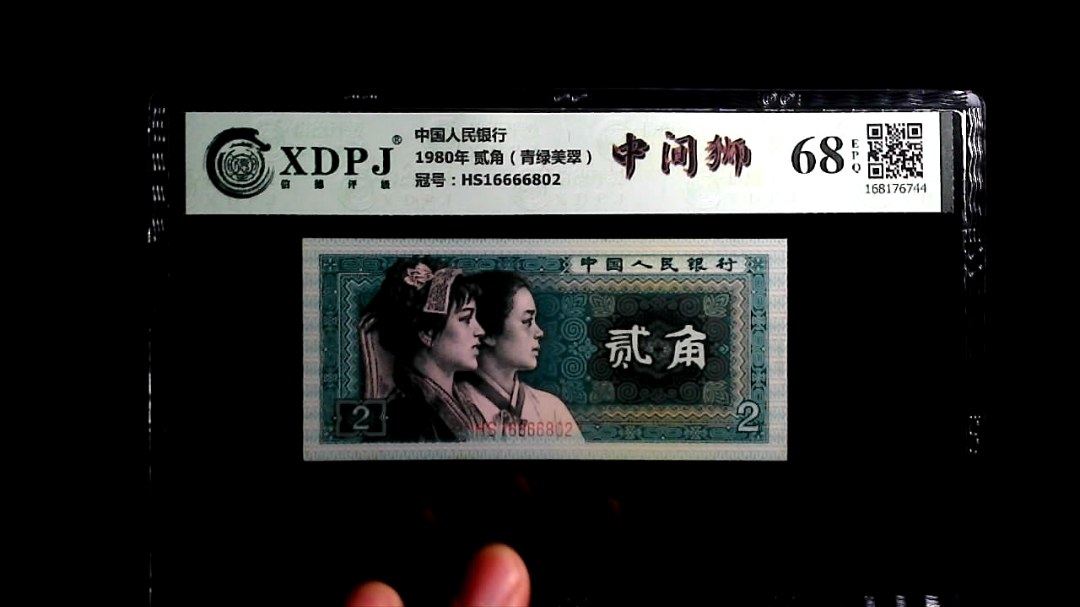 XDPJ®
信德评级
中国人民银行
1980年 贰角（青绿美翠）
冠号：HS16666802
中间狮
68 EPQ
168176744
中国人民银行
贰角
2
2
HS16666802